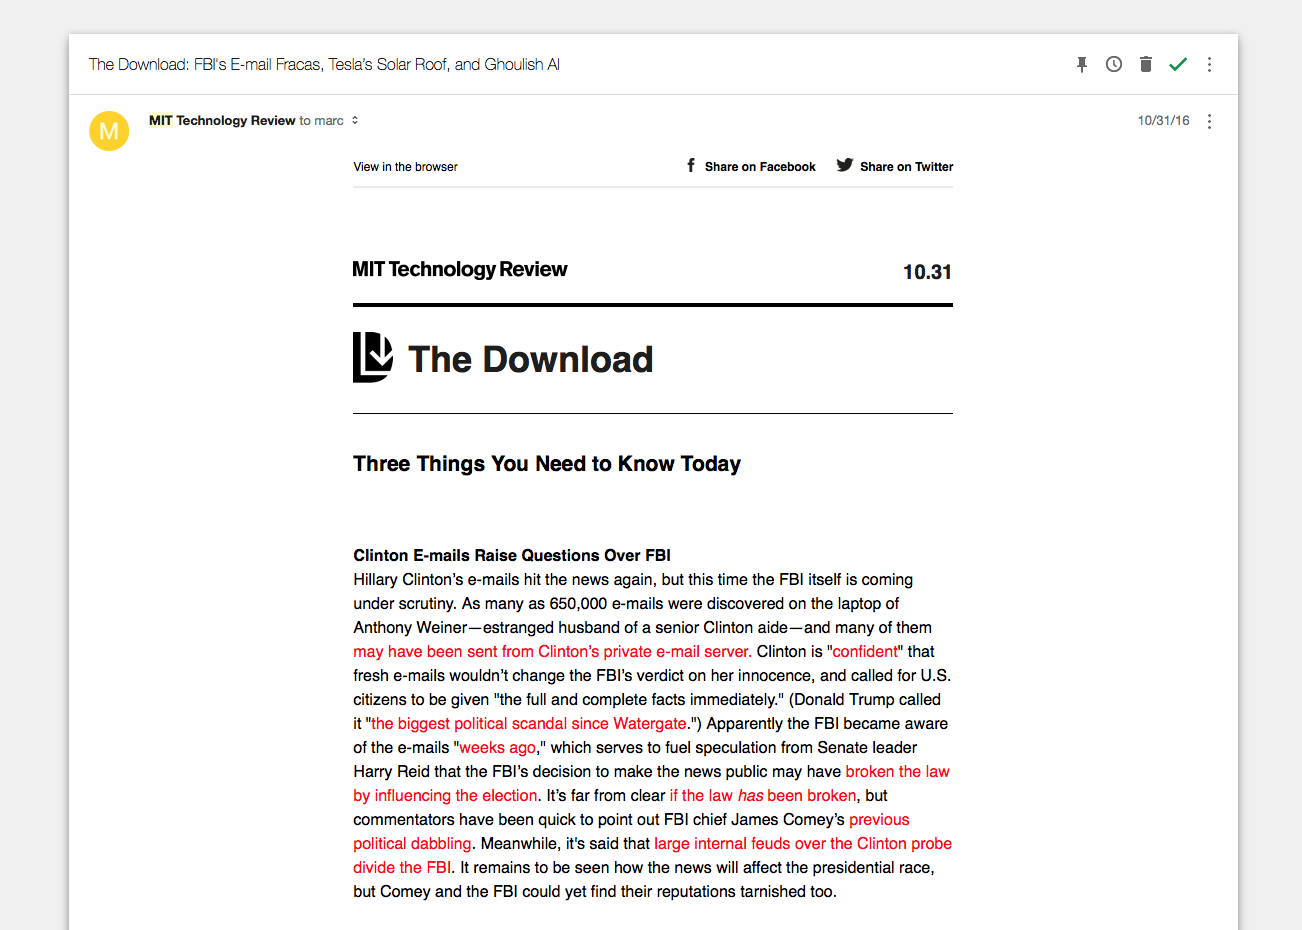 The Download: FBI's E-mail Fracas, Tesla's Solar Roof, and Ghoulish AI
M
MIT Technology Review to marc
10/31/16
View in the browser
f Share on Facebook
Share on Twitter
MIT Technology Review
10.31
The Download
Three Things You Need to Know Today
Clinton E-mails Raise Questions Over FBI
Hillary Clinton’s e-mails hit the news again, but this time the FBI itself is coming
under scrutiny. As many as 650,000 e-mails were discovered on the laptop of
Anthony Weiner—estranged husband of a senior Clinton aide—and many of them
may have been sent from Clinton’s private e-mail server. Clinton is "confident" that
fresh e-mails wouldn’t change the FBI’s verdict on her innocence, and called for U.S.
citizens to be given "the full and complete facts immediately." (Donald Trump called
it "the biggest political scandal since Watergate.") Apparently the FBI became aware
of the e-mails "weeks ago," which serves to fuel speculation from Senate leader
Harry Reid that the FBI’s decision to make the news public may have broken the law
by influencing the election. It’s far from clear if the law has been broken, but
commentators have been quick to point out FBI chief James Comey’s previous
political dabbling. Meanwhile, it's said that large internal feuds over the Clinton probe
divide the FBI. It remains to be seen how the news will affect the presidential race,
but Comey and the FBI could yet find their reputations tarnished too.